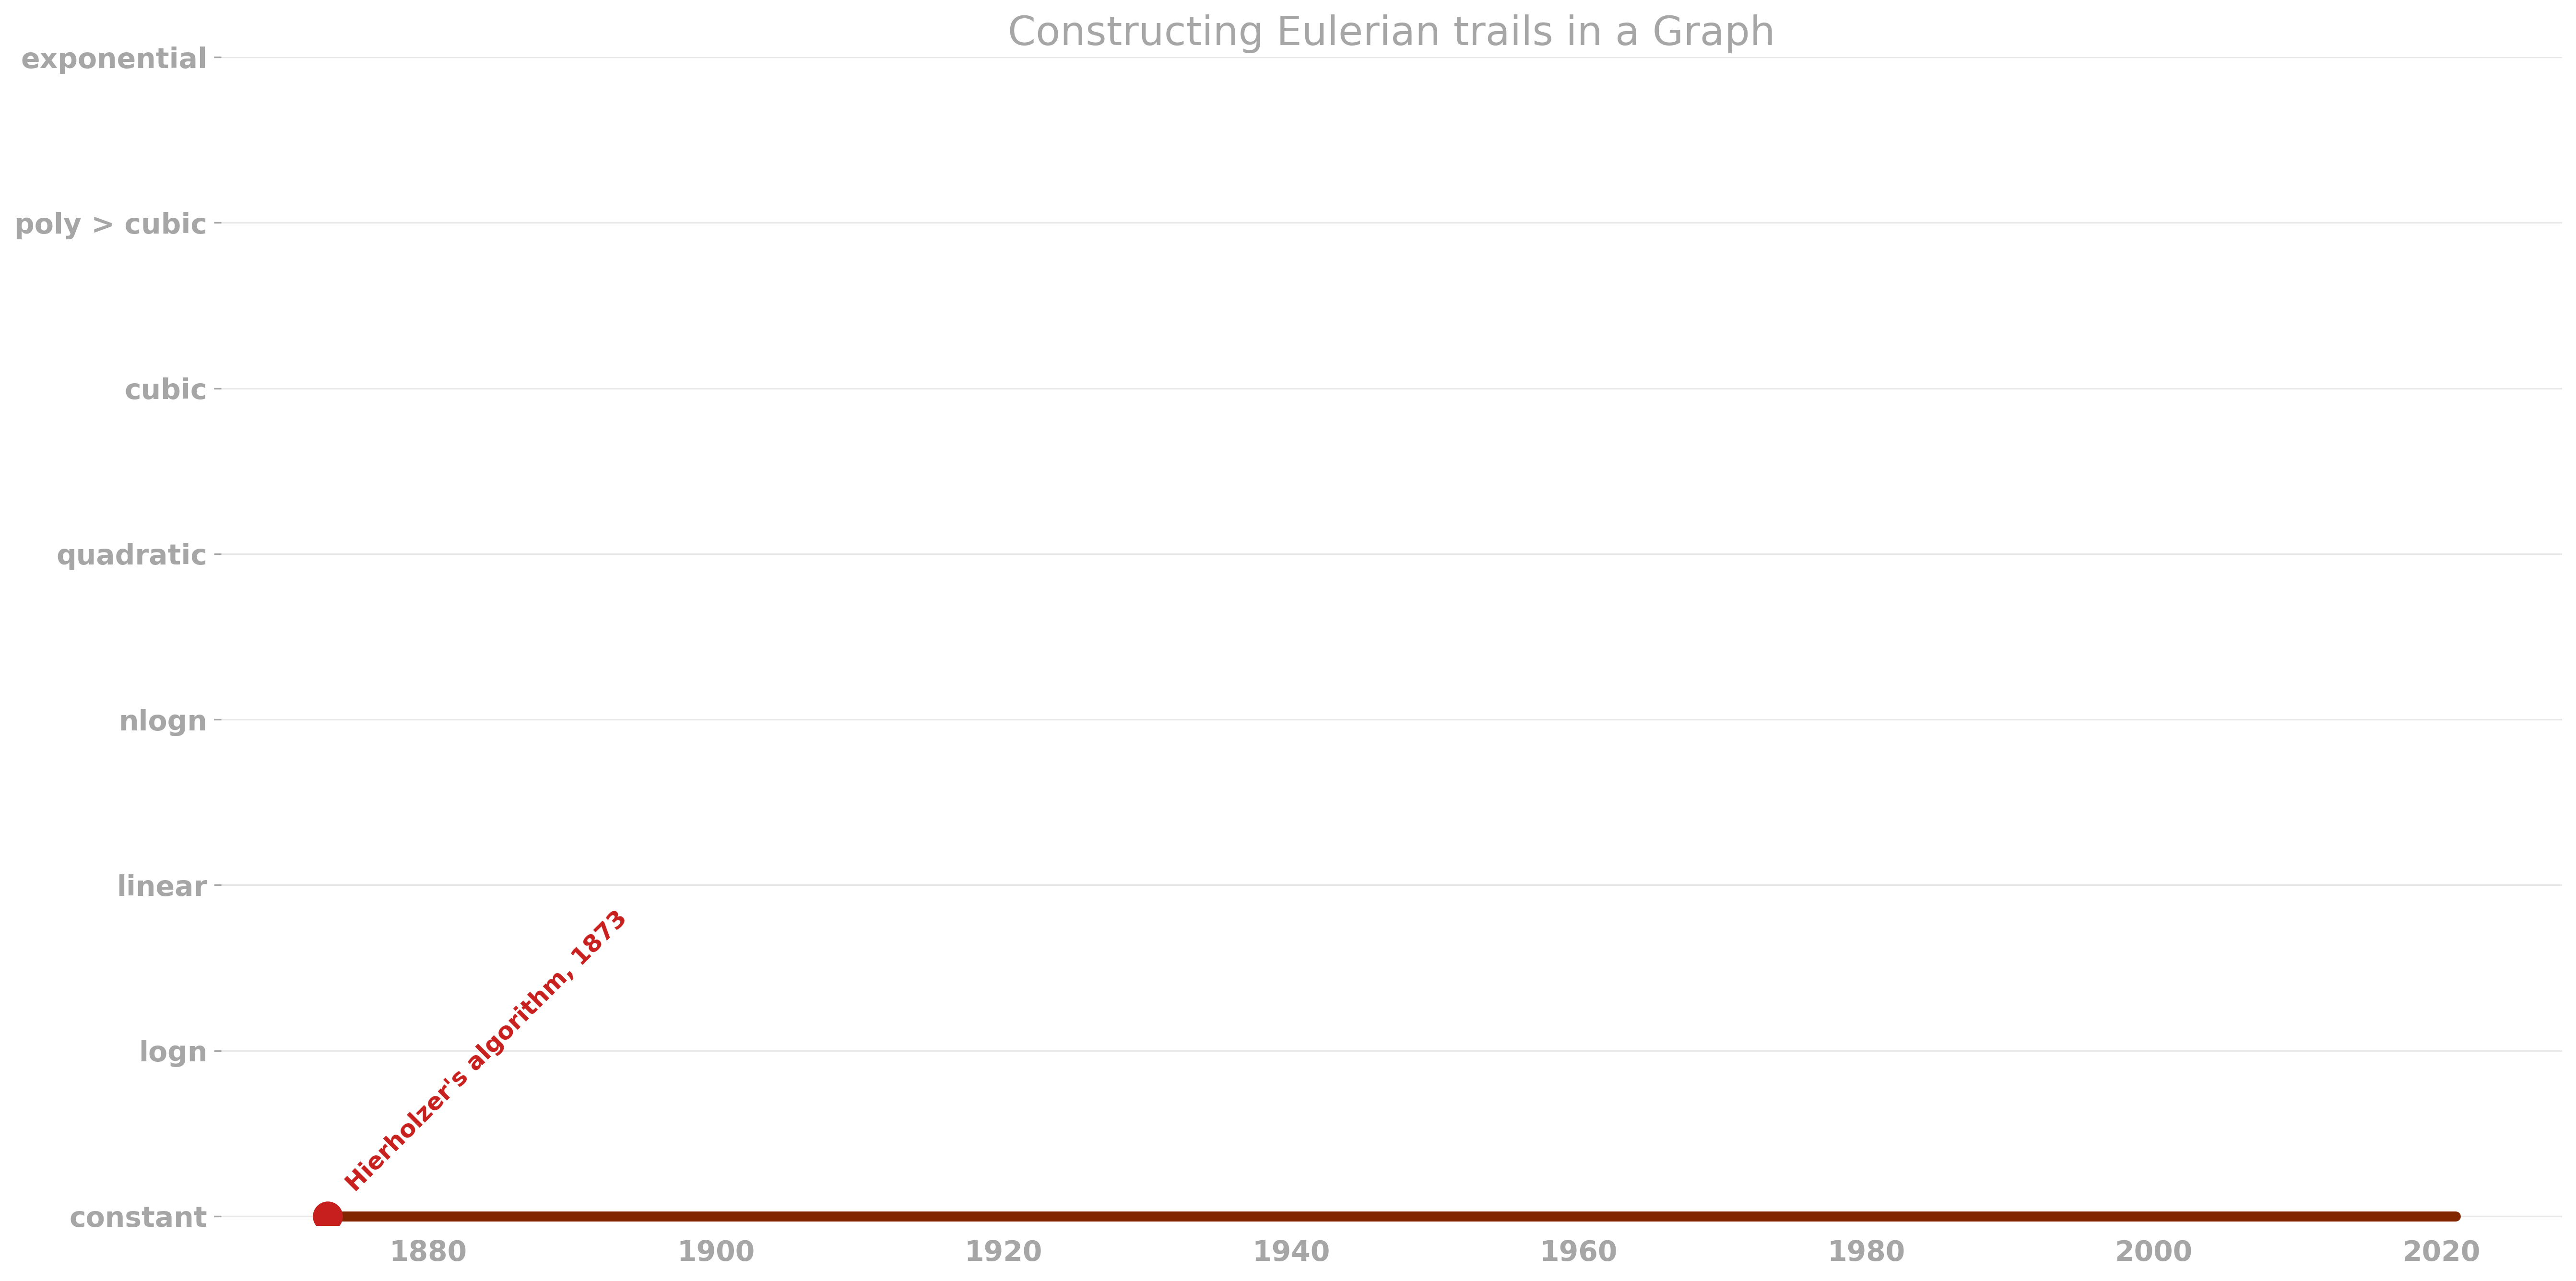 Constructing Eulerian trails in a Graph
exponential
poly > cubic
cubic
quadratic
nlogn
linear
logn
constant
Hierholzer's algorithm, 1873
1880 1900 1920 1940 1960 1980 2000 2020